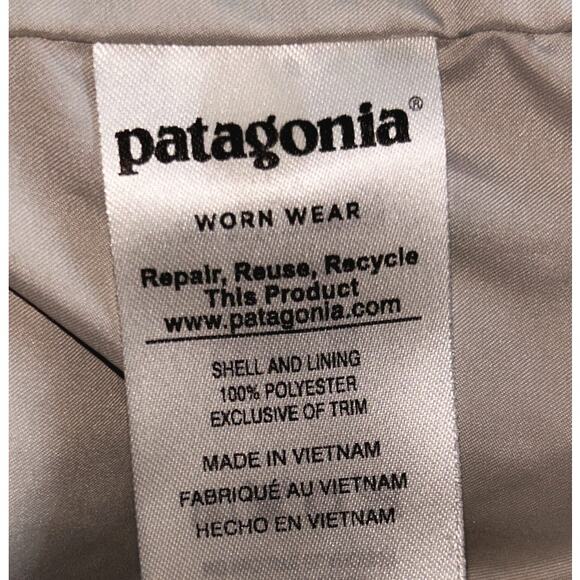 patagonia®
WORN WEAR
Repair, Reuse, Recycle
This Product
www.patagonia.com
SHELL AND LINING
100% POLYESTER
EXCLUSIVE OF TRIM
MADE IN VIETNAM
FABRIQUÉ AU VIETNAM
HECHO EN VIETNAM